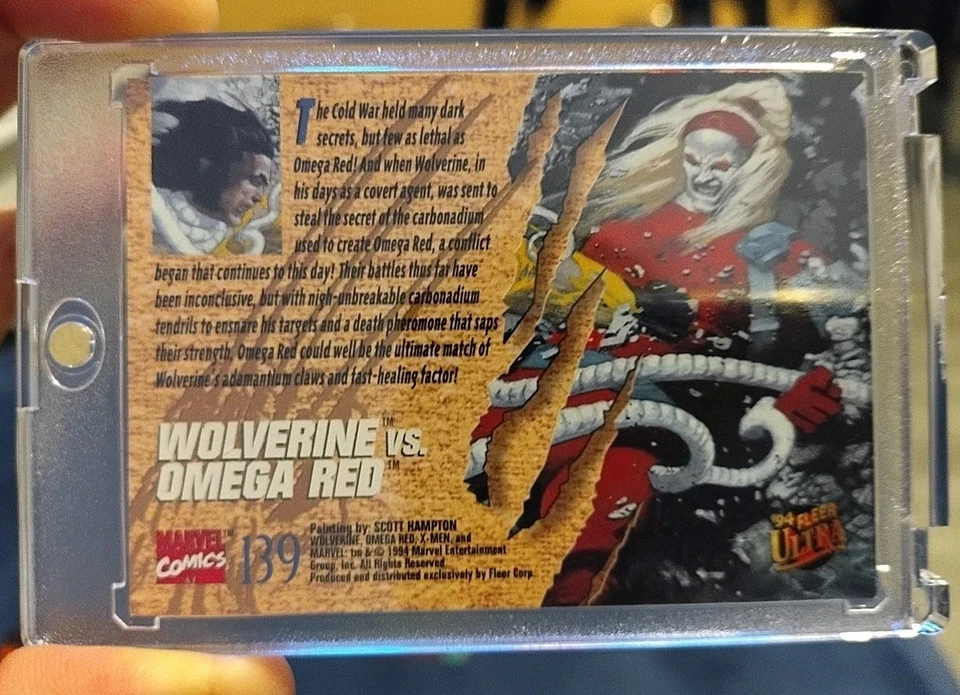 The Cold War held many dark
secrets, but few as lethal as
Omega Red! And when Wolverine, in
his days as a covert agent, was sent to
steal the secret of the carbonadium
used to create Omega Red, a conflict
began that continues to this day! Their battles thus far have
been inconclusive, but with nigh-unbreakable carbonadium
tendrils to ensnare his targets and a death pheromone that saps
their strength, Omega Red could well be the ultimate match of
Wolverine's adamantium claws and fast-healing factor!
WOLVERINE™ VS.
OMEGA RED™
MARVEL™
COMICS
139
Painting by: SCOTT HAMPTON
WOLVERINE, OMEGA RED, X-MEN, and
MARVEL: tm & © 1994 Marvel Entertainment
Group, Inc. All Rights Reserved
Produced and distributed exclusively by Fleer Corp.
'94 FLEER
ULTRA